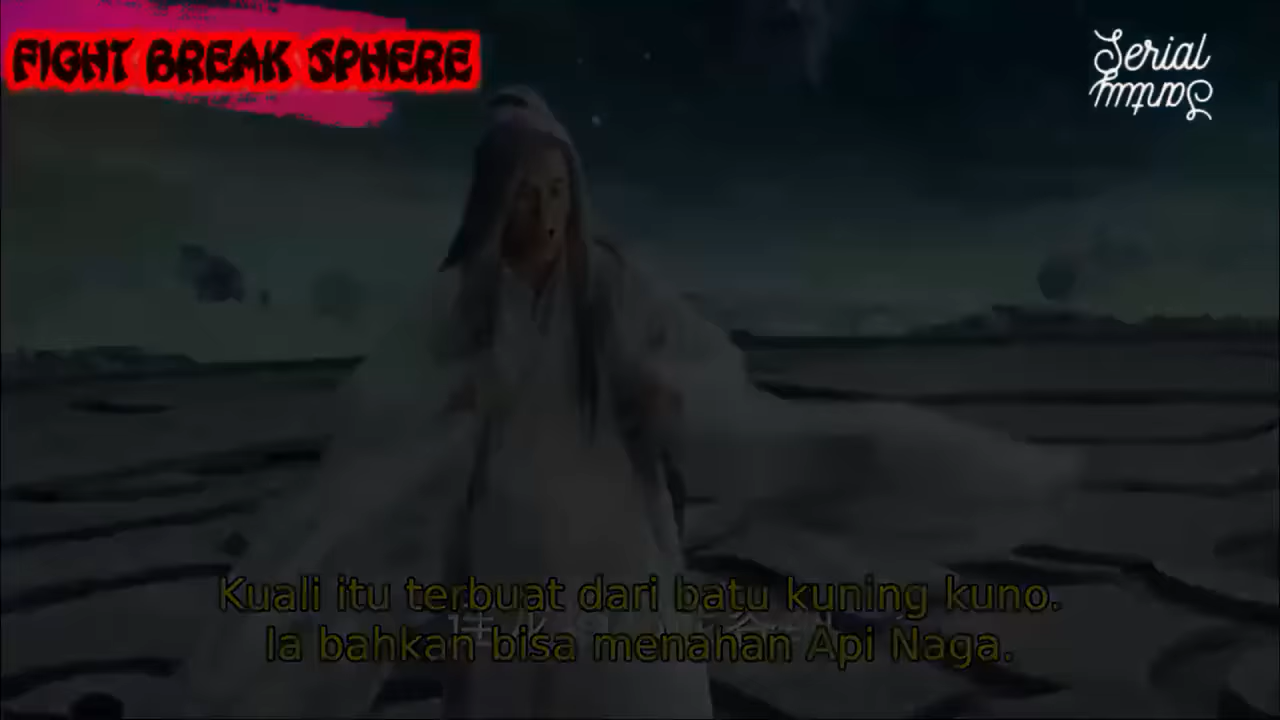 FIGHT BREAK SPHERE
Serial
Kuali itu terbuat dari batu kuning kuno.
Ia bahkan bisa menahan Api Naga.